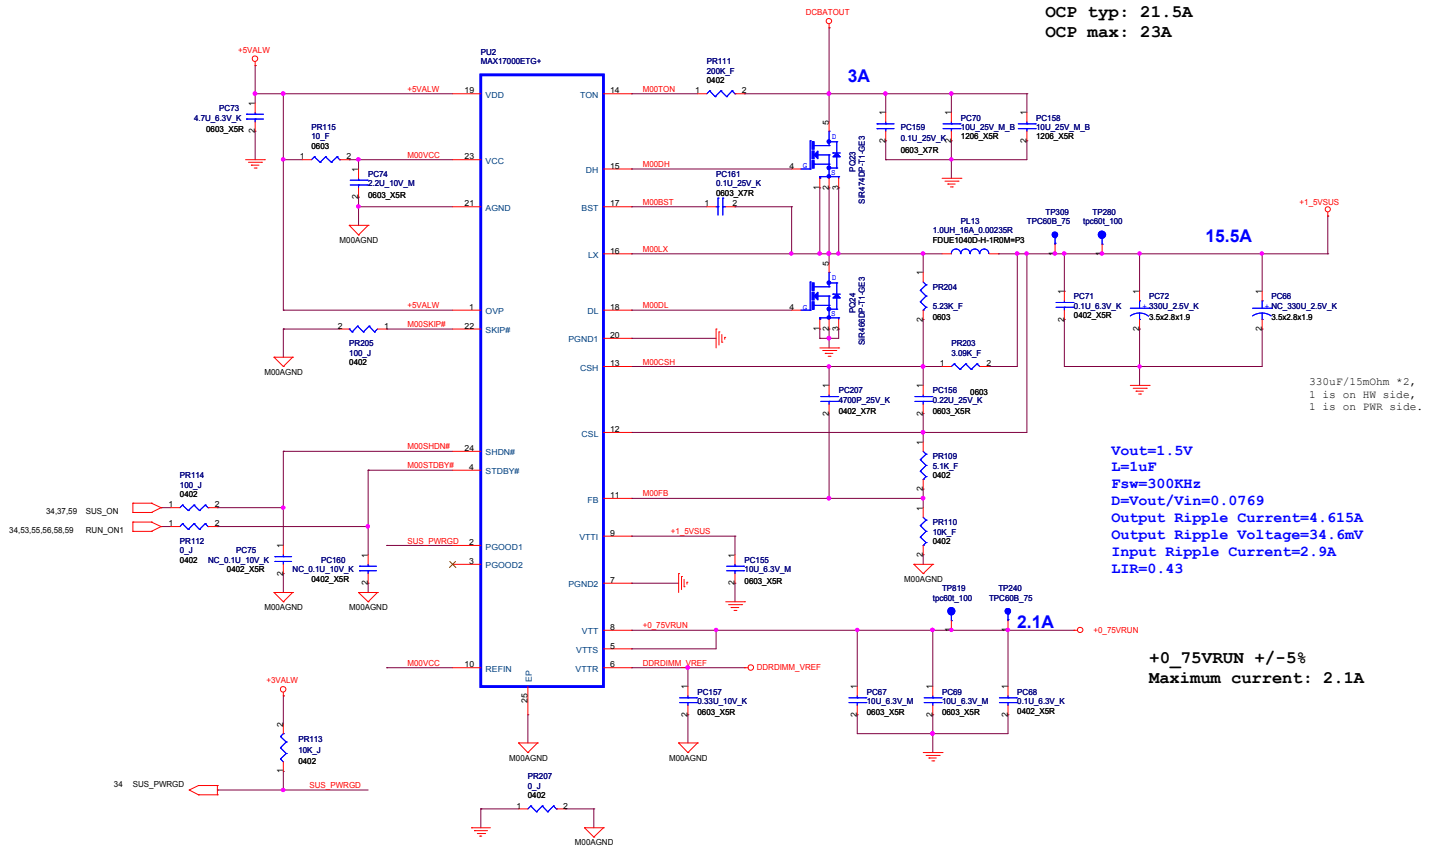 OCP typ: 21.5A
OCP max: 23A
DCBATOUT
+5VALW
PU2
MAX17000ETG+
PR111
200K_F
0402
3A
+5VALW
19
VDD
TON
14
M00TON
1
2
PC73
4.7U_6.3V_K
0603_X5R
PR115
10_F
0603
M00VCC
23
VCC
PC74
2.2U_10V_M
0603_X5R
21
AGND
M00AGND
DH
15
M00DH
4
PQ23
SIR474DP-T1-GE3
PC159
0.1U_25V_K
0603_X7R
PC70
10U_25V_M_B
1206_X5R
PC158
10U_25V_M_B
1206_X5R
PC161
0.1U_25V_K
0603_X7R
BST
17
M00BST
LX
16
M00LX
PL13
1.0UH_16A_0.00235R
FDUE1040D-H-1R0M=P3
TP309
TPC60B_75
TP280
tpc60t_100
+1_5VSUS
15.5A
+5VALW
1
OVP
M00SKIP#
22
SKIP#
PR205
100_J
0402
M00AGND
DL
18
M00DL
4
PQ24
SIR466DP-T1-GE3
PGND1
20
PR204
5.23K_F
0603
PC71
0.1U_6.3V_K
0402_X5R
PC72
330U_2.5V_K
3.5x2.8x1.9
PC66
NC_330U_2.5V_K
3.5x2.8x1.9
CSH
13
M00CSH
PR203
3.09K_F
0603
PC207
4700P_25V_K
0402_X7R
PC156
0.22U_25V_K
0603_X5R
330uF/15mOhm *2,
1 is on HW side,
1 is on PWR side.
CSL
12
M00SHDN#
24
SHDN#
M00STDBY#
4
STDBY#
PR109
5.1K_F
0402
FB
11
M00FB
PR110
10K_F
0402
M00AGND
Vout=1.5V
L=1uF
Fsw=300KHz
D=Vout/Vin=0.0769
Output Ripple Current=4.615A
Output Ripple Voltage=34.6mV
Input Ripple Current=2.9A
LIR=0.43
PR114
100_J
0402
34,37,59 SUS_ON
34,53,55,56,58,59 RUN_ON1
PR112
0_J
0402
PC75
NC_0.1U_10V_K
0402_X5R
PC160
NC_0.1U_10V_K
0402_X5R
M00AGND
M00AGND
SUS_PWRGD
2
PGOOD1
3
PGOOD2
VTTI
9
+1_5VSUS
PC155
10U_6.3V_M
0603_X5R
PGND2
7
TP819
tpc60t_100
TP240
TPC60B_75
2.1A
VTT
8
+0_75VRUN
+0_75VRUN
VTTS
5
M00VCC
10
REFIN
VTTR
6
DDRDIMM_VREF
DDRDIMM_VREF
EP
25
M00AGND
PC157
0.33U_10V_K
0603_X5R
M00AGND
PC67
10U_6.3V_M
0603_X5R
PC69
10U_6.3V_M
0603_X5R
PC68
0.1U_6.3V_K
0402_X5R
+0_75VRUN +/-5%
Maximum current: 2.1A
+3VALW
PR113
10K_J
0402
34 SUS_PWRGD
SUS_PWRGD
PR207
0_J
0402
1
2
M00AGND